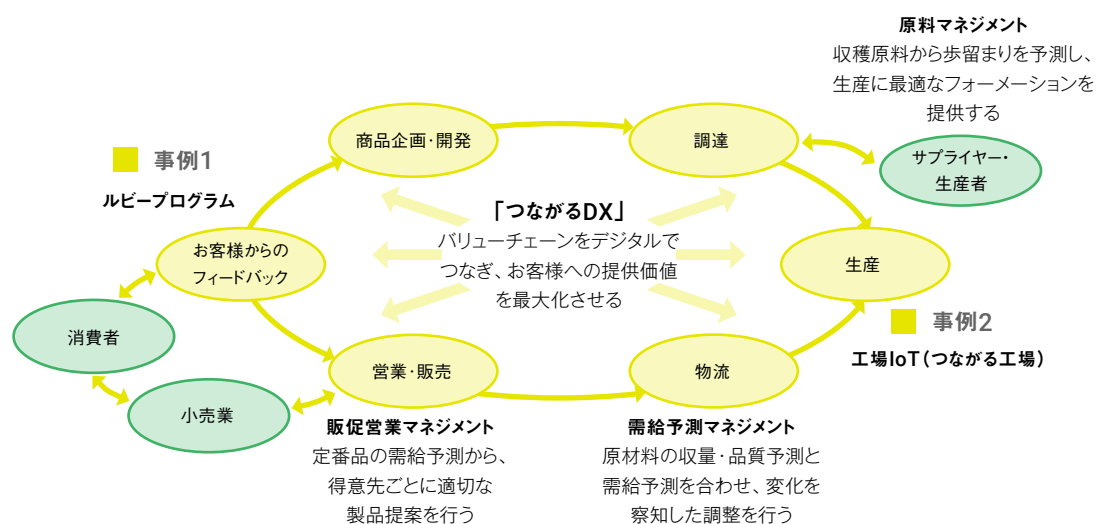 原料マネジメント
収穫原料から歩留まりを予測し、
生産に最適なフォーメーションを
提供する
商品企画・開発
調達
サプライヤー・
生産者
事例1
ルビープログラム
「つながるDX」
バリューチェーンをデジタルで
つなぎ、お客様への提供価値
を最大化させる
お客様からの
フィードバック
生産
消費者
事例2
工場IoT(つながる工場)
営業・販売
物流
小売業
販促営業マネジメント
定番品の需給予測から、
得意先ごとに適切な
製品提案を行う
需給予測マネジメント
原材料の収量・品質予測と
需給予測を合わせ、変化を
察知した調整を行う